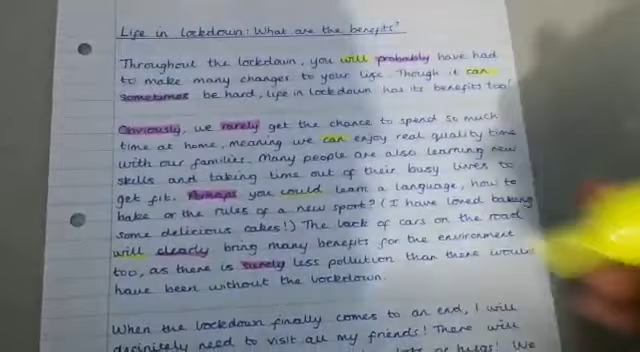 Life in lockdown: What are the benefits?
Throughout the lockdown, you will probably have had
to make many changes to your life. Though it can
sometimes be hard, life in lockdown has its benefits too!
Obviously, we rarely get the chance to spend so much
time at home, meaning we can enjoy real quality time
with our families. Many people are also learning new
skills and taking time out of their busy lives to
get fit. Perhaps you could learn a language, how to
bake or the rules of a new sport? (I have loved baking
some delicious cakes!) The lack of cars on the road
will clearly bring many benefits for the environment
too, as there is surely less pollution than there would
have been without the lockdown.
When the lockdown finally comes to an end, I will
definitely need to visit all my friends! There will
hugs! We